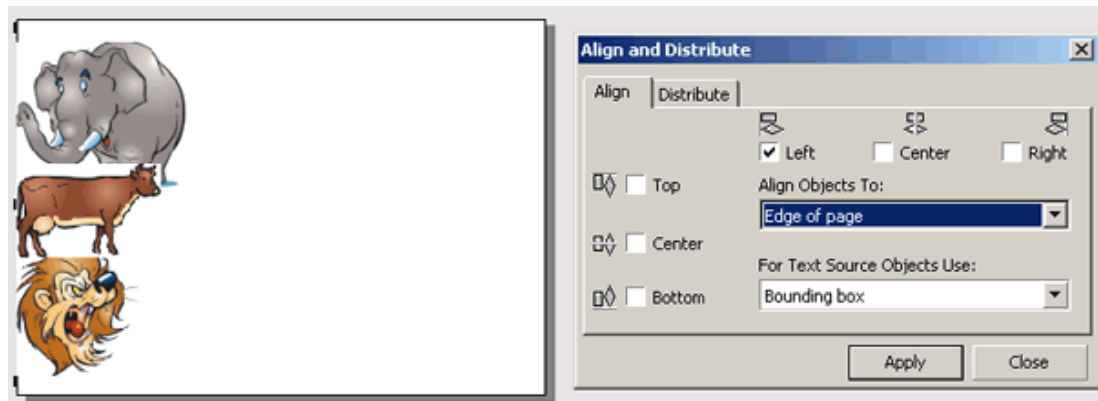 Align and Distribute
Align Distribute
Left Center Right
Top Align Objects To:
Edge of page
Center
For Text Source Objects Use:
Bottom Bounding box
Apply Close